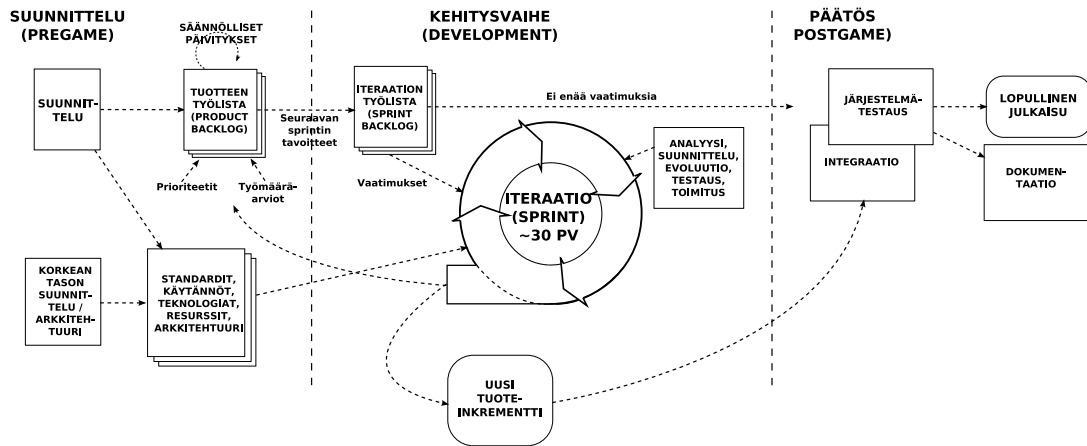 SUUNNITTELU
(PREGAME)
SÄÄNNÖLLISET
PÄIVITYKSET
SUUNNIT-
TELU
TUOTTEEN
TYÖLISTA
(PRODUCT
BACKLOG)
Seuraavan
sprintin
tavoitteet
Prioriteetit
Työmäärä-
arviot
KORKEAN
TASON
SUUNNIT-
TELU /
ARKKITEH-
TUURI
STANDARDIT,
KÄYTÄNNÖT,
TEKNOLOGIAT,
RESURSSIT,
ARKKITEHTUURI
KEHITYSVAIHE
(DEVELOPMENT)
ITERAATION
TYÖLISTA
(SPRINT
BACKLOG)
Ei enää vaatimuksia
Vaatimukset
ANALYYSI,
SUUNNITTELU,
EVOLUUTIO,
TESTAUS,
TOIMITUS
ITERAATIO
(SPRINT)
~30 PV
UUSI
TUOTE-
INKREMENTTI
PÄÄTÖS
POSTGAME)
JÄRJESTELMÄ-
TESTAUS
INTEGRAATIO
LOPULLINEN
JULKAISU
DOKUMEN-
TAATIO